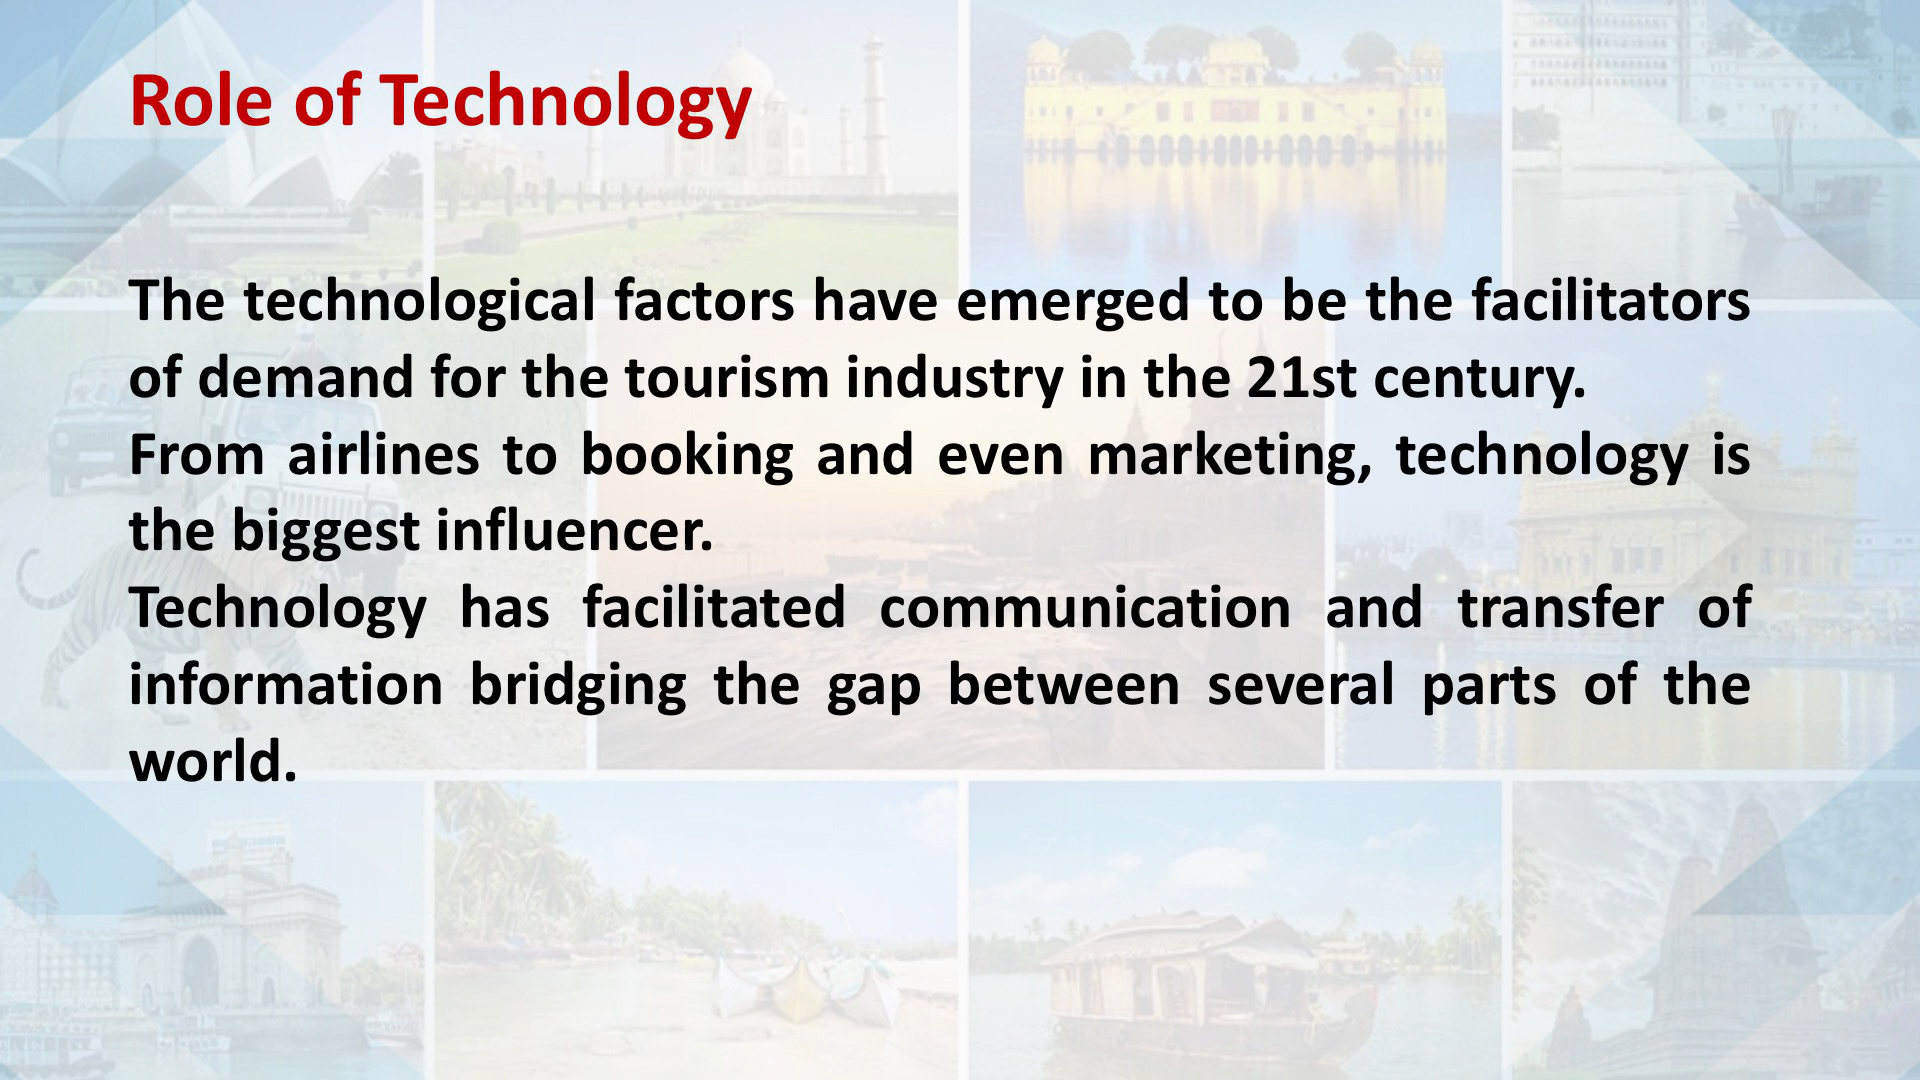 Role of Technology
The technological factors have emerged to be the facilitators
of demand for the tourism industry in the 21st century.
From airlines to booking and even marketing, technology is
the biggest influencer.
Technology has facilitated communication and transfer of
information bridging the gap between several parts of the
world.